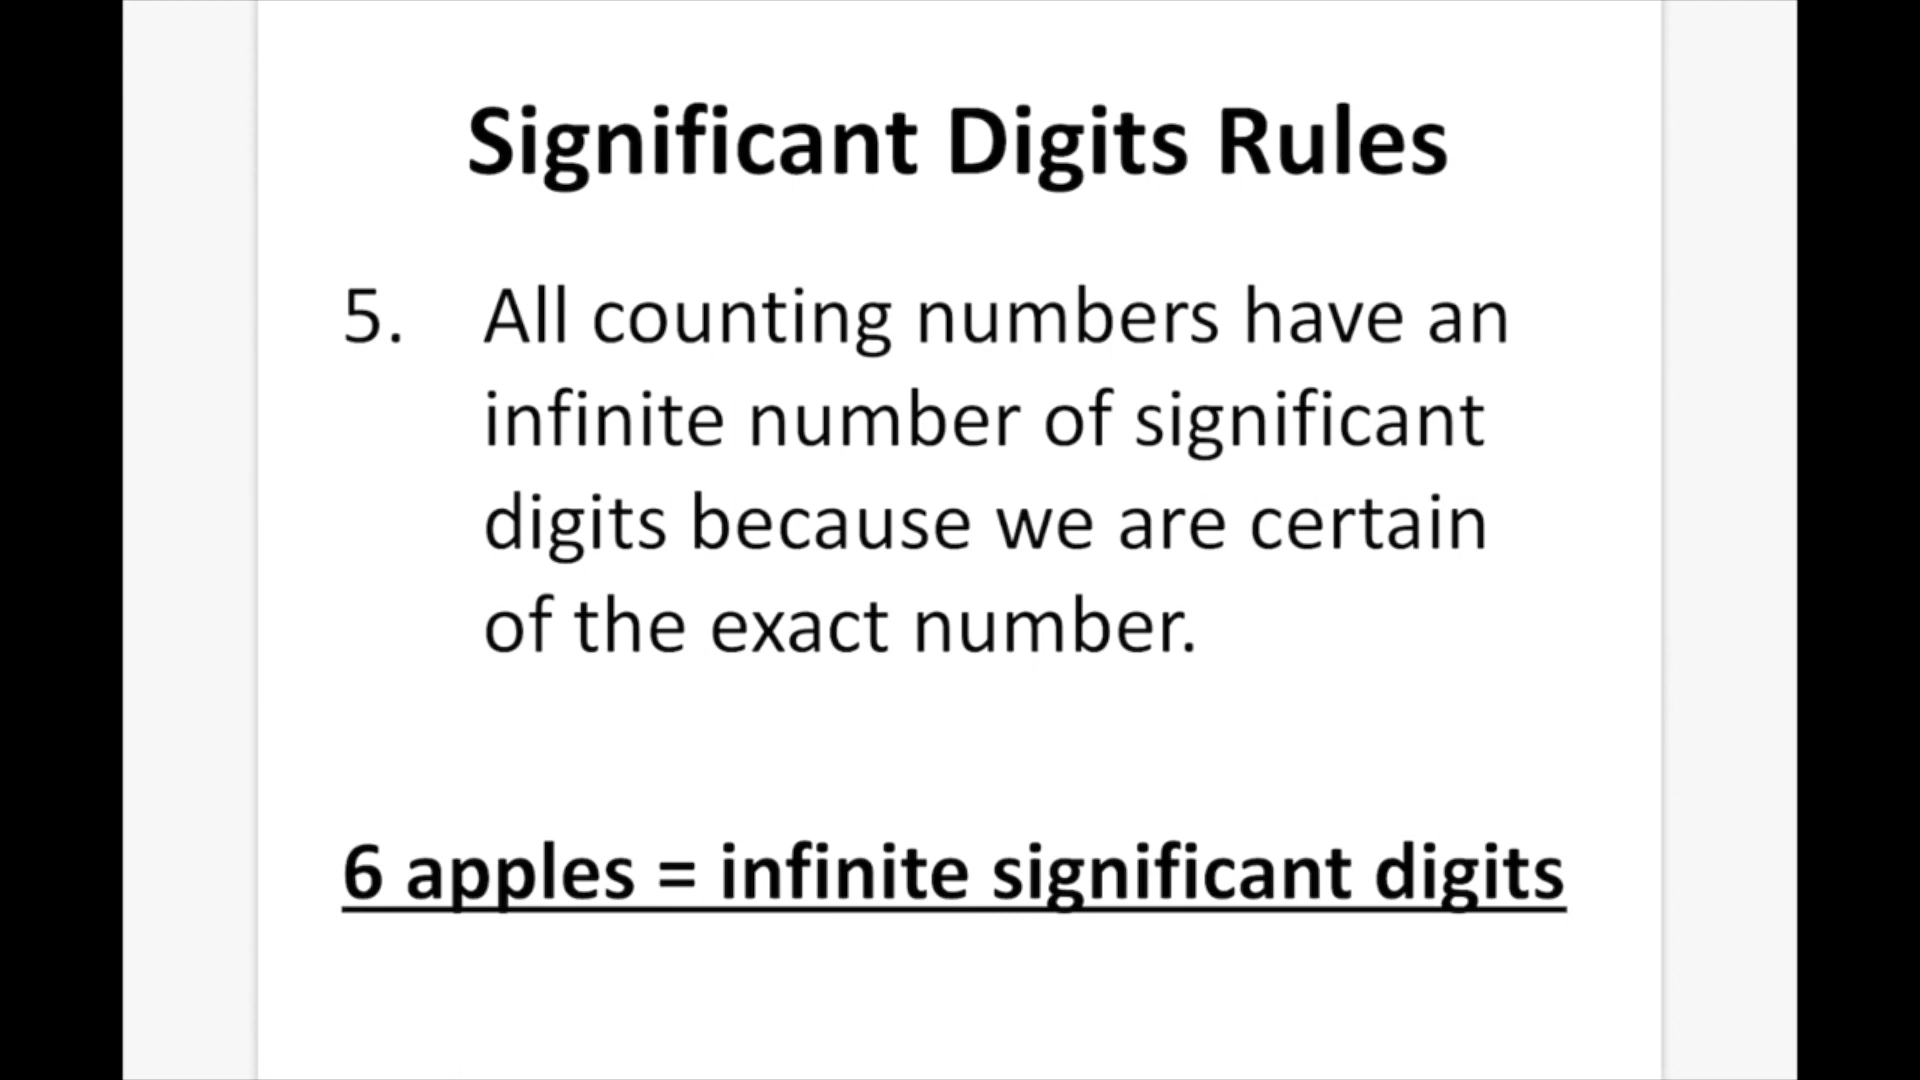 Significant Digits Rules
5. All counting numbers have an
infinite number of significant
digits because we are certain
of the exact number.
6 apples = infinite significant digits